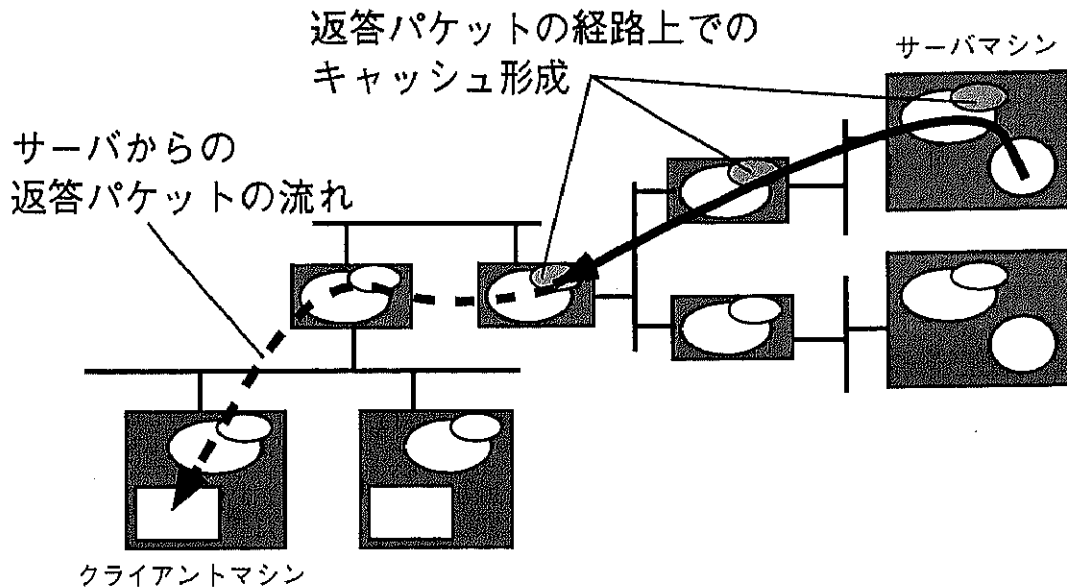 返答パケットの経路上での
キャッシュ形成
サーバマシン
サーバからの
返答パケットの流れ
クライアントマシン